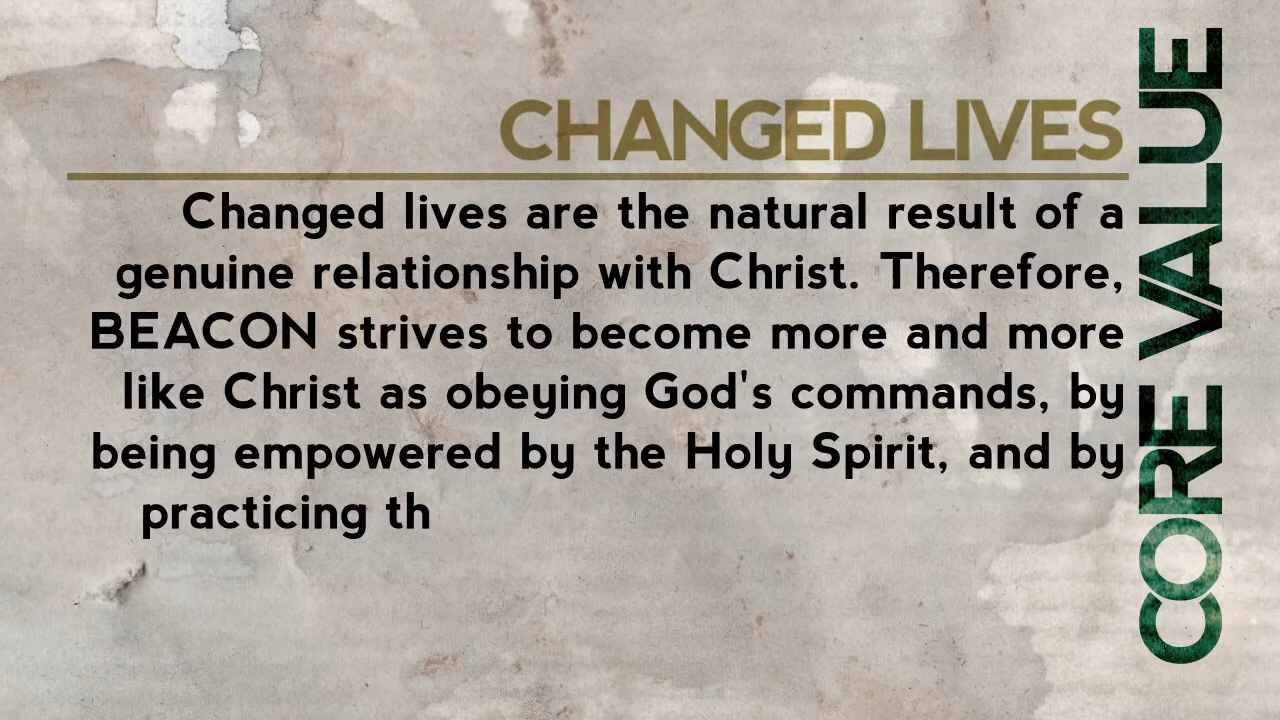 CHANGED LIVES
Changed lives are the natural result of a
genuine relationship with Christ. Therefore,
BEACON strives to become more and more
like Christ as obeying God's commands, by
being empowered by the Holy Spirit, and by
practicing th
CORE VALUE